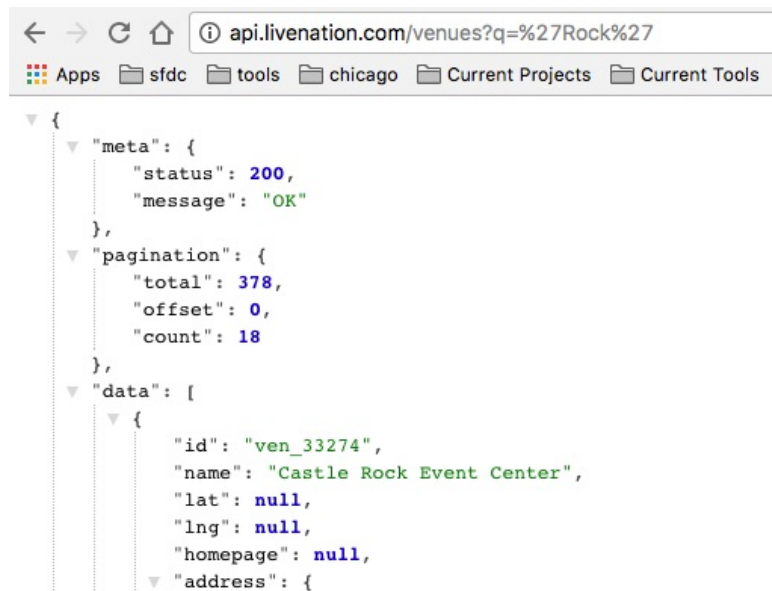 api.livenation.com/venues?q=%27Rock%27
Apps sfdc tools chicago Current Projects Current Tools
{
"meta": {
"status": 200,
"message": "OK"
},
"pagination": {
"total": 378,
"offset": 0,
"count": 18
},
"data": [
{
"id": "ven_33274",
"name": "Castle Rock Event Center",
"lat": null,
"lng": null,
"homepage": null,
"address": {